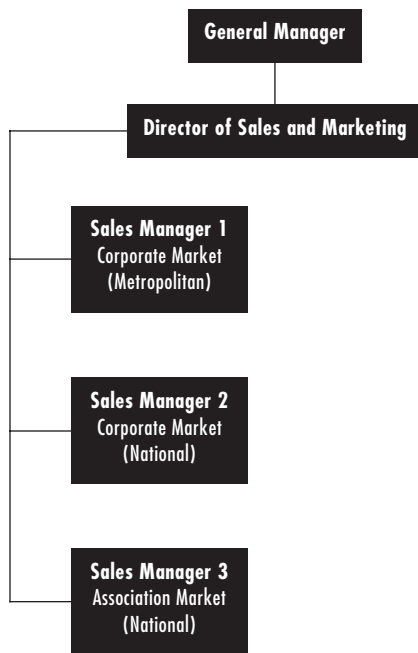 General Manager
Director of Sales and Marketing
Sales Manager 1
Corporate Market
(Metropolitan)
Sales Manager 2
Corporate Market
(National)
Sales Manager 3
Association Market
(National)